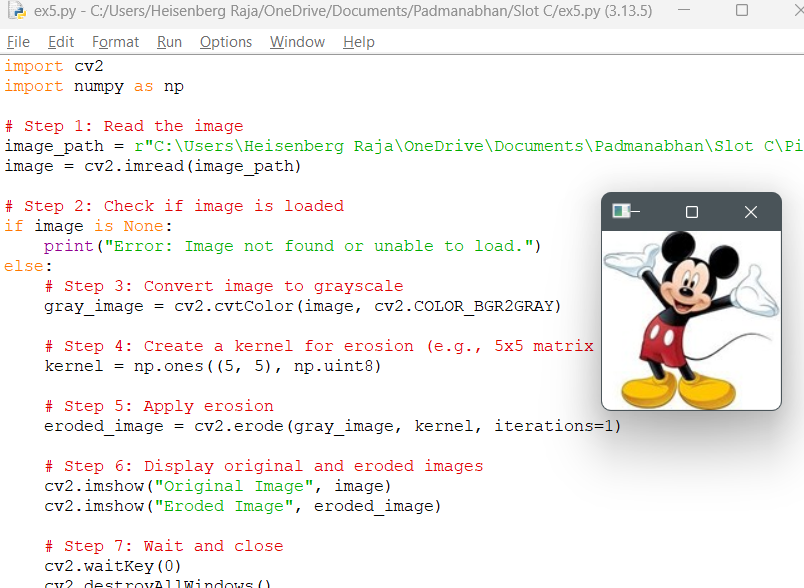 ex5.py - C:/Users/Heisenberg Raja/OneDrive/Documents/Padmanabhan/Slot C/ex5.py (3.13.5)
File Edit Format Run Options Window Help
import cv2
import numpy as np
# Step 1: Read the image
image_path = r"C:\Users\Heisenberg Raja\OneDrive\Documents\Padmanabhan\Slot C\Pi
image = cv2.imread(image_path)
# Step 2: Check if image is loaded
if image is None:
    print("Error: Image not found or unable to load.")
else:
    # Step 3: Convert image to grayscale
    gray_image = cv2.cvtColor(image, cv2.COLOR_BGR2GRAY)
    # Step 4: Create a kernel for erosion (e.g., 5x5 matrix
    kernel = np.ones((5, 5), np.uint8)
    # Step 5: Apply erosion
    eroded_image = cv2.erode(gray_image, kernel, iterations=1)
    # Step 6: Display original and eroded images
    cv2.imshow("Original Image", image)
    cv2.imshow("Eroded Image", eroded_image)
    # Step 7: Wait and close
    cv2.waitKey(0)
    cv2.destroyAllWindows()